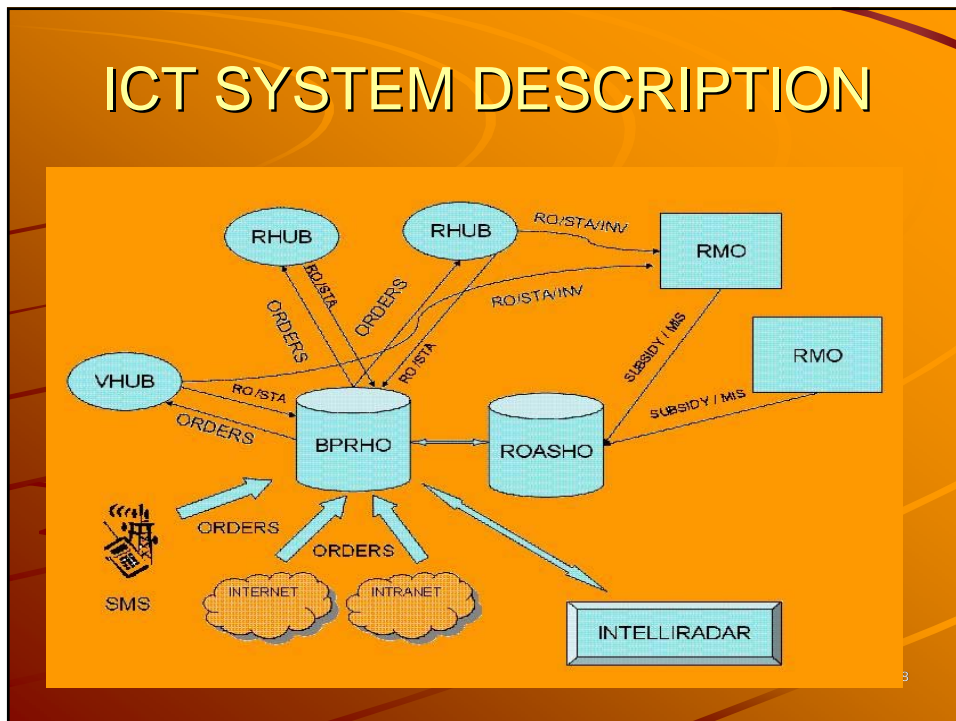 ICT SYSTEM DESCRIPTION
RHUB
RHUB
RO/STA/INV
RMO
RO/STA
ORDERS
ORDERS
RO/STA/INV
RO/STA
SUBSIDY / MIS
RMO
VHUB
RO/STA
ORDERS
SUBSIDY / MIS
BPRHO
ROASHO
ORDERS
ORDERS
SMS
INTERNET
INTRANET
INTELLIRADAR